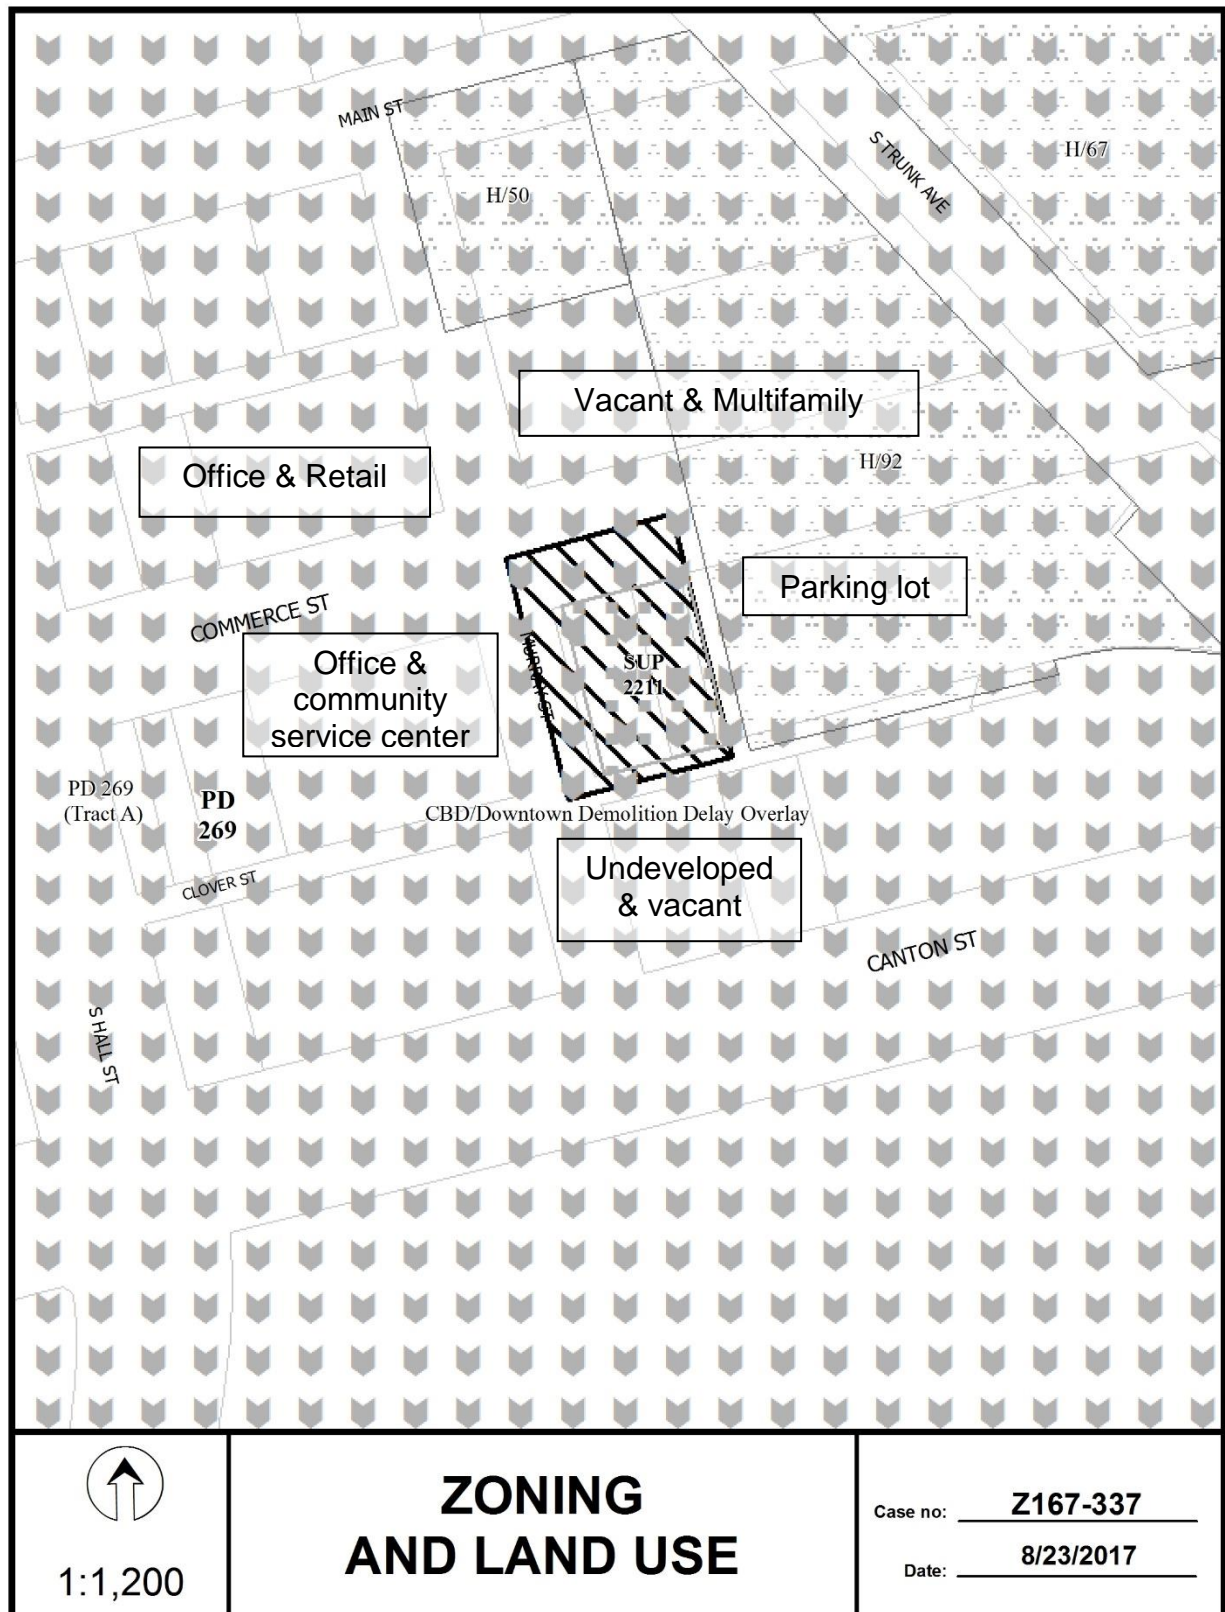 MAIN ST
S TRUNK AVE
H/67
H/50
Vacant & Multifamily
Office & Retail
H/92
Parking lot
COMMERCE ST
Office &
community
service center
MURRAY ST
SUP
2211
PD 269
(Tract A)
PD
269
CBD/Downtown Demolition Delay Overlay
CLOVER ST
Undeveloped
& vacant
CANTON ST
S HALL ST
1:1,200
ZONING
AND LAND USE
Case no: Z167-337
Date: 8/23/2017